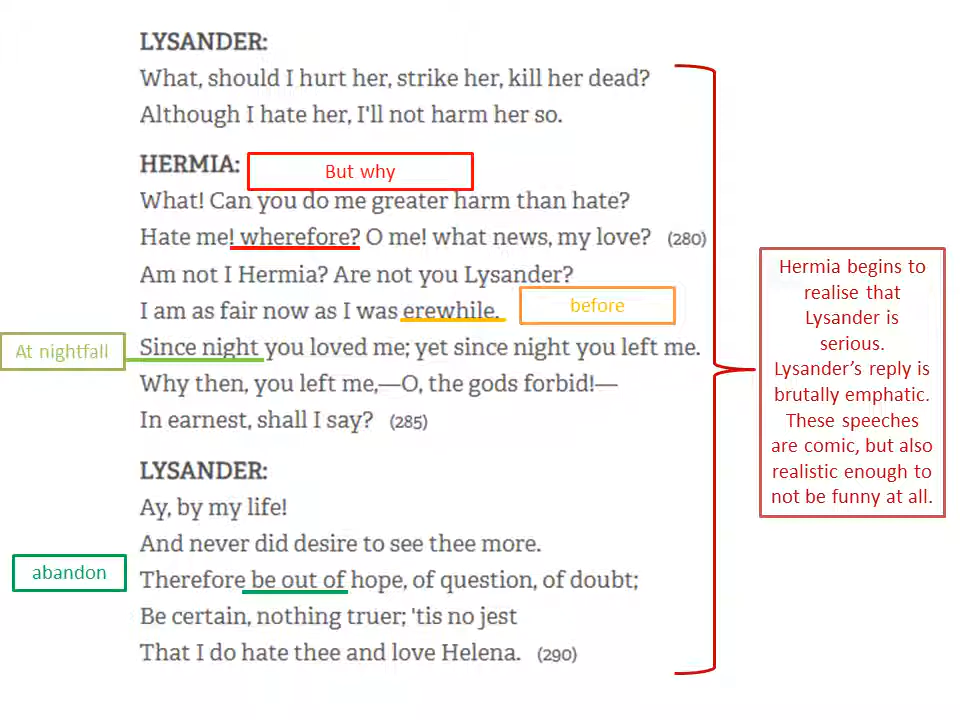 LYSANDER:
What, should I hurt her, strike her, kill her dead?
Although I hate her, I'll not harm her so.
HERMIA:
But why
What! Can you do me greater harm than hate?
Hate me! wherefore? O me! what news, my love? (280)
Am not I Hermia? Are not you Lysander?
I am as fair now as I was erewhile.
before
At nightfall
Since night you loved me; yet since night you left me.
Why then, you left me,—O, the gods forbid!—
In earnest, shall I say? (285)
LYSANDER:
Ay, by my life!
And never did desire to see thee more.
abandon
Therefore be out of hope, of question, of doubt;
Be certain, nothing truer; 'tis no jest
That I do hate thee and love Helena. (290)
Hermia begins to
realise that
Lysander is
serious.
Lysander’s reply is
brutally emphatic.
These speeches
are comic, but also
realistic enough to
not be funny at all.